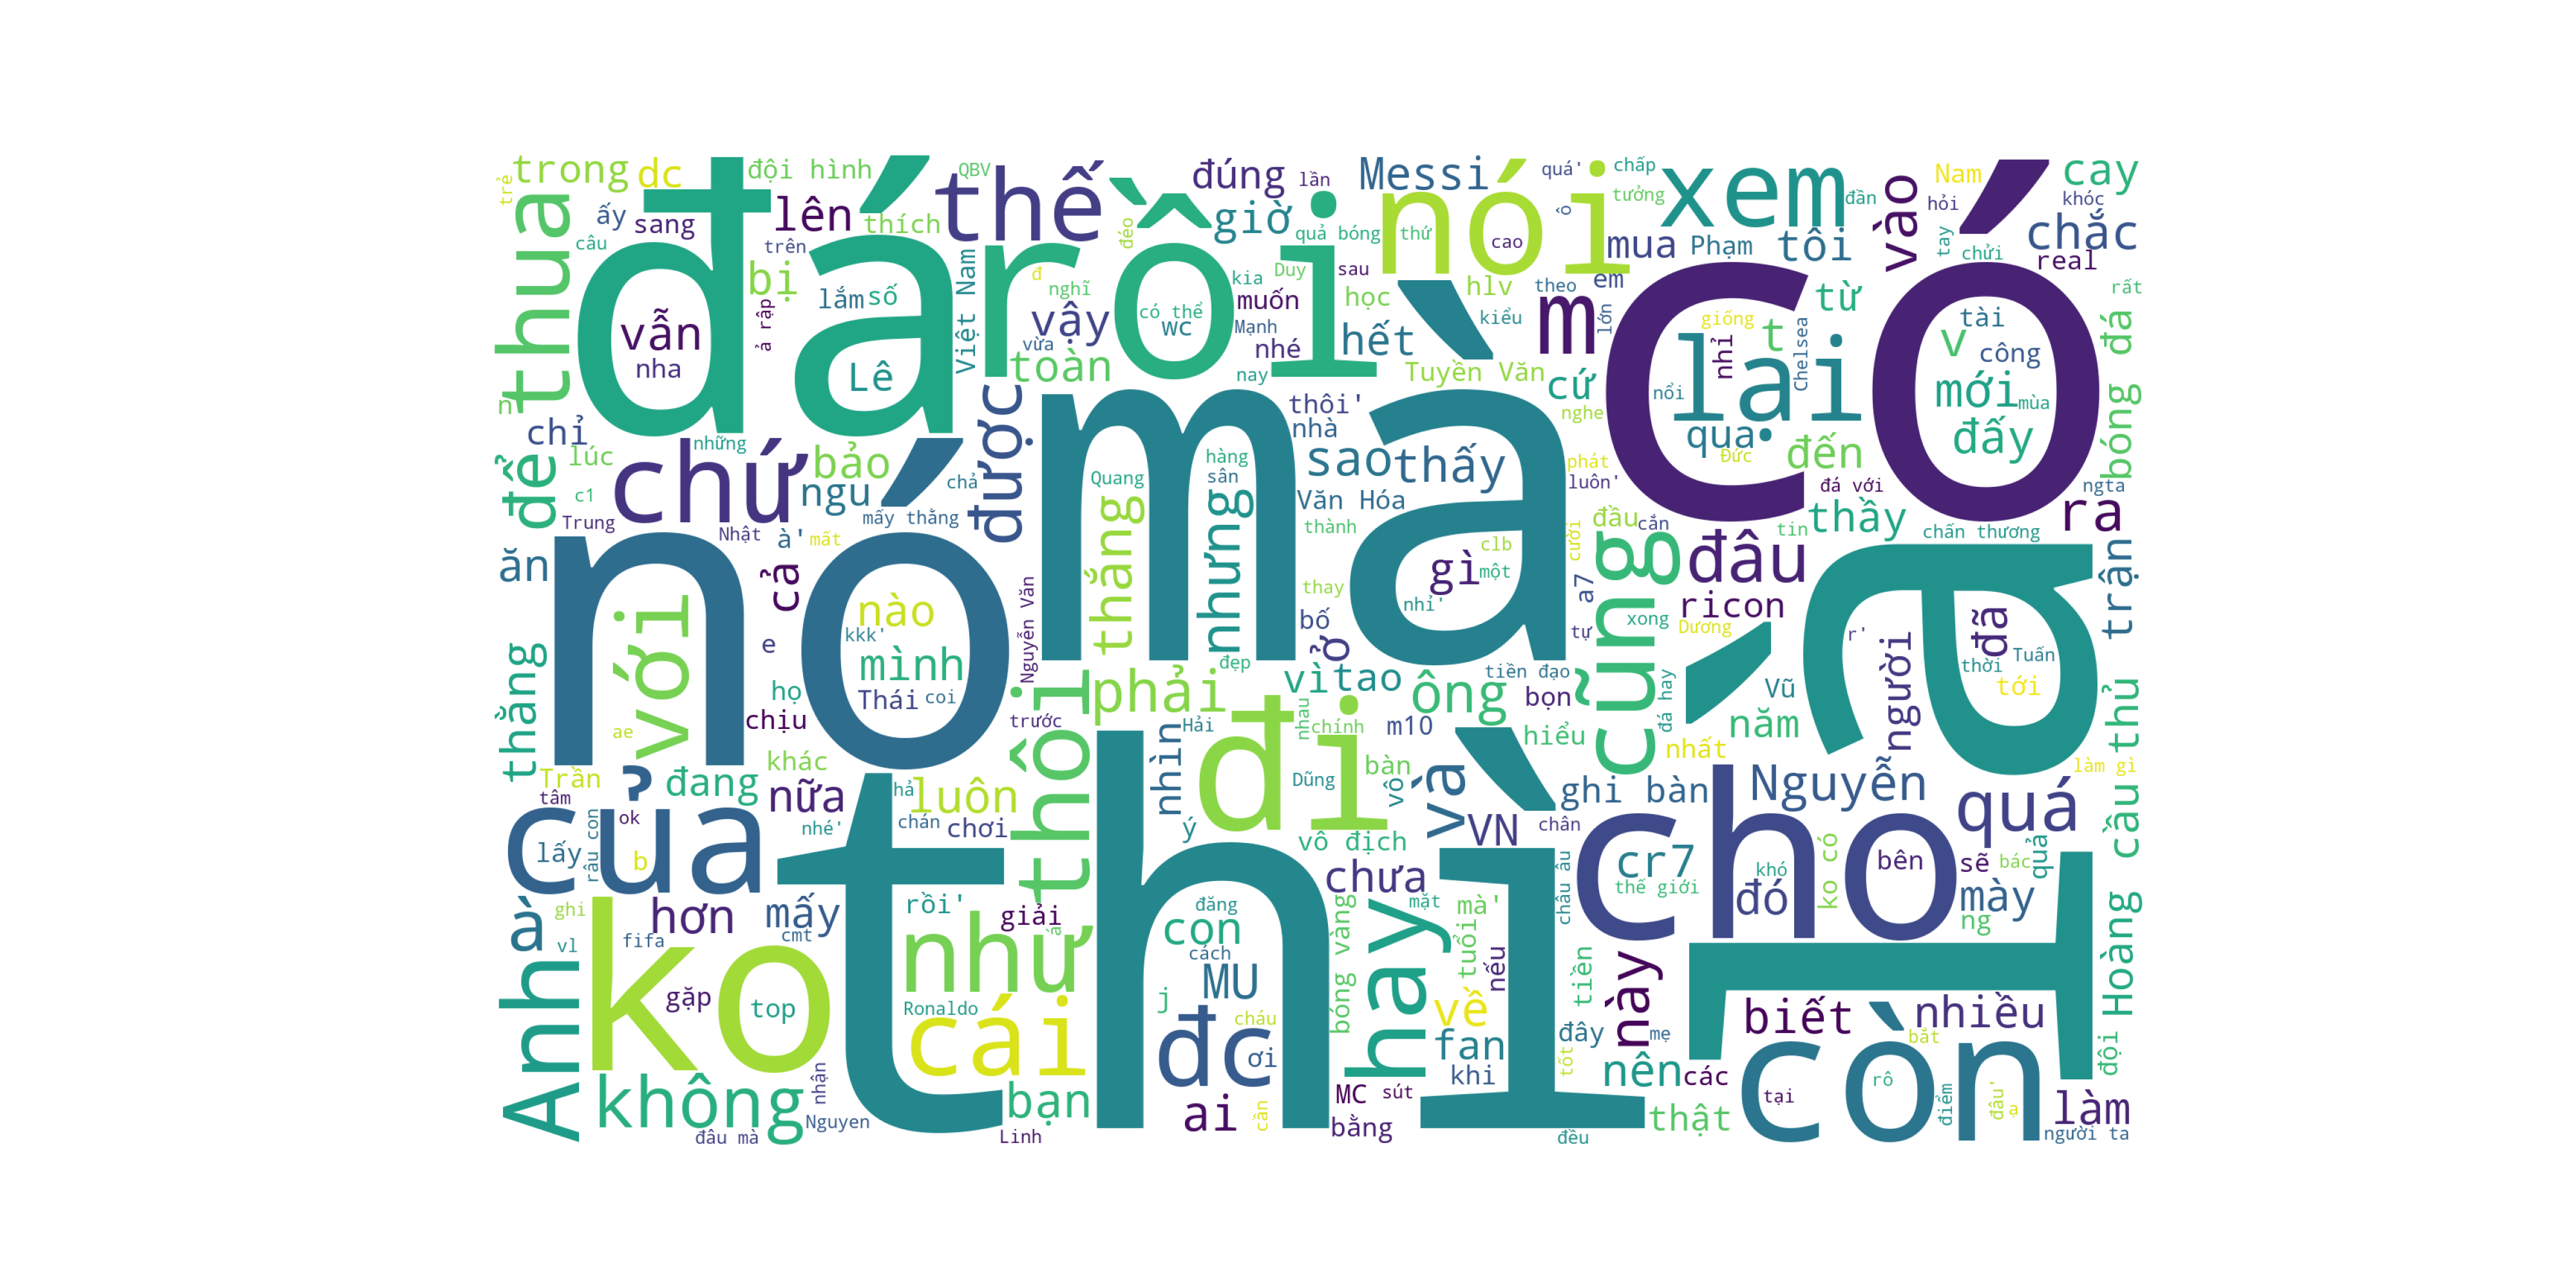 trẻ
trong
dc
đá
đội hình
QBV
thế
đúng
lần
Messi
quá'
chấp
xem
Nam
có
cay
thua
ấy
sang
lên
thích
rồi
giờ
nói
ô
tưởng
đần
vào
hỏi
khóc
câu
trên
đéo
quả bóng
thứ
cao
mua
Phạm
tôi
tay
chửi
chắc
real
bị
Việt Nam
đ
nghĩ
kia
Duy
sau
học
hlv
theo
em
từ
rất
vẫn
ả rập
lắm
số
vậy
có thể
wc
muốn
Mạnh
hết
kiểu
lớn
m
giống
t
v
tài
bóng đá
nha
Lê
vừa
toàn
nhé
nay
Tuyền Văn
cứ
nổi
lại
nhỉ
Chelsea
công
mới
mùa
n
được
mà
thôi'
nhà
nghe
qua
Đức
đến
đấy
chỉ
những
để
lúc
chứ
bảo
ngu
chả
hàng
sân
sao
thấy
phát
luôn'
đá với
ngta
c1
Trung
Nhật
mấy thằng
Quang
Văn Hóa
thành
cười
đầu
cắn
tin
thầy
chấn thương
ra
ăn
nó
à'
mất
cả
thắng
nhưng
clb
gì
một
cũng
đâu
là
trận
với
nào
kkk'
Nguyễn Văn
thay
nhỉ'
a7
ricon
đã
thằng
e
mình
bố
ở
tự
xong
Dương
r'
người
thời
Tuấn
họ
Thái
coi
đẹp
phải
vì
tao
ông
tiền đạo
bọn
Vũ
tới
ae
chịu
trước
thôi
Hải
đi
nhau
chính
m10
hiểu
đá hay
năm
cầu thủ
Trần
đang
khác
nhìn
bàn
và
nhất
làm gì
tâm
của
nữa
hả
luôn
Dũng
vô
ghi bàn
Nguyễn
quá
ok
nhé'
chán
chơi
ý
vô địch
VN
chân
cho
lấy
râu con
b
thì
chưa
cr7
thế giới
khó
ko có
bên
sẽ
bác
quả
à
ghi
hơn
mấy
rồi'
giải
đăng
con
bóng vàng
hay
mặt
mà'
châu âu
đó
mày
Hoàng
Anh
vl
ko
fifa
cmt
như
á
cách
tuổi
nếu
tiền
này
ng
gặp
top
Ronaldo
j
MU
về
biết
nhiều
cái
đc
cháu
ơi
fan
đây
mẹ
còn
bắt
đội
không
nhận
bạn
khi
tốt
nên
các
rô
tại
điểm
đâu'
ạ
làm
Nguyen
đâu mà
Linh
ai
cần
MC
sút
bằng
đều
thật
người ta